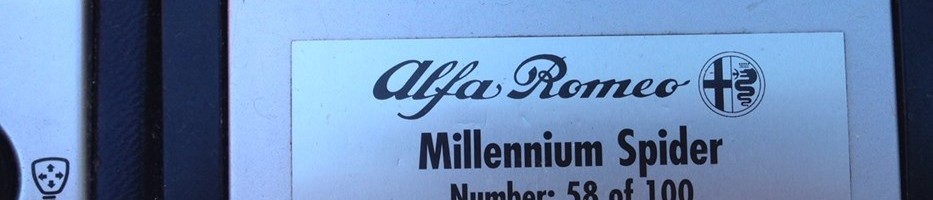 Alfa Romeo
Millennium Spider
Number: 58 of 100